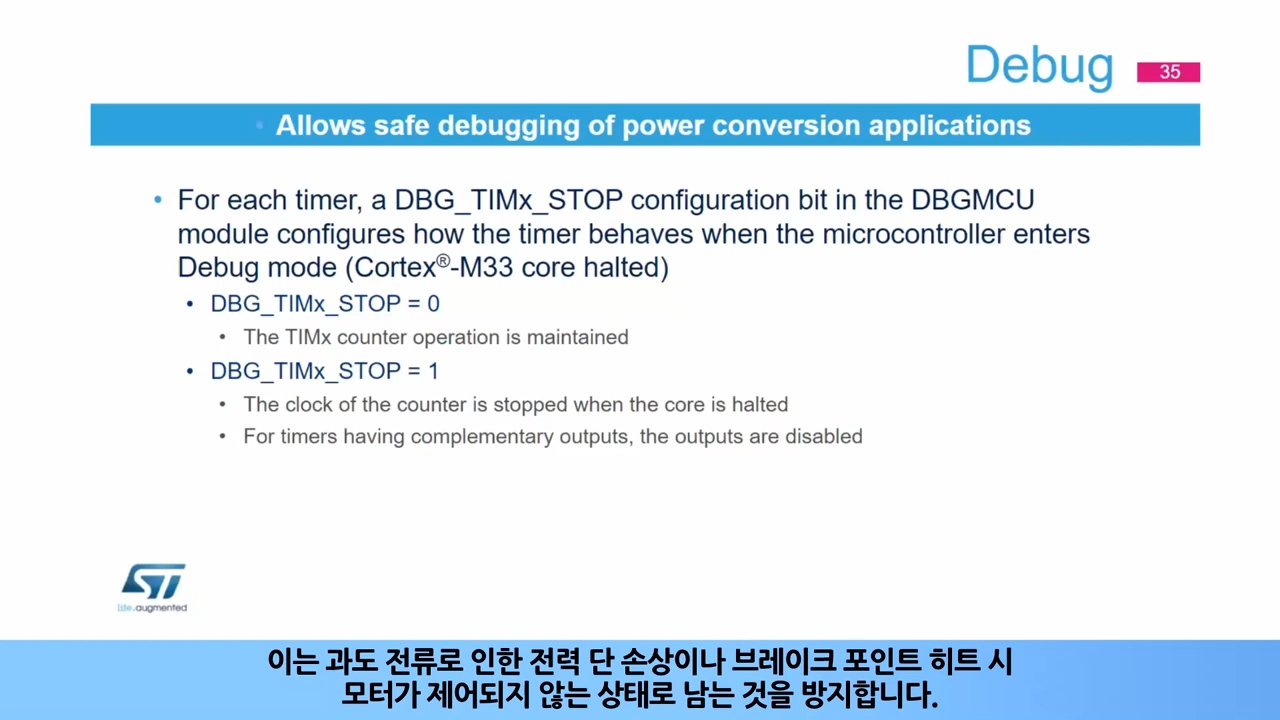 Debug
35
• Allows safe debugging of power conversion applications
• For each timer, a DBG_TIMx_STOP configuration bit in the DBGMCU
module configures how the timer behaves when the microcontroller enters
Debug mode (Cortex®-M33 core halted)
• DBG_TIMx_STOP = 0
• The TIMx counter operation is maintained
• DBG_TIMx_STOP = 1
• The clock of the counter is stopped when the core is halted
• For timers having complementary outputs, the outputs are disabled
ST
life.augmented
이는 과도 전류로 인한 전력 단 손상이나 브레이크 포인트 히트 시
모터가 제어되지 않는 상태로 남는 것을 방지합니다.